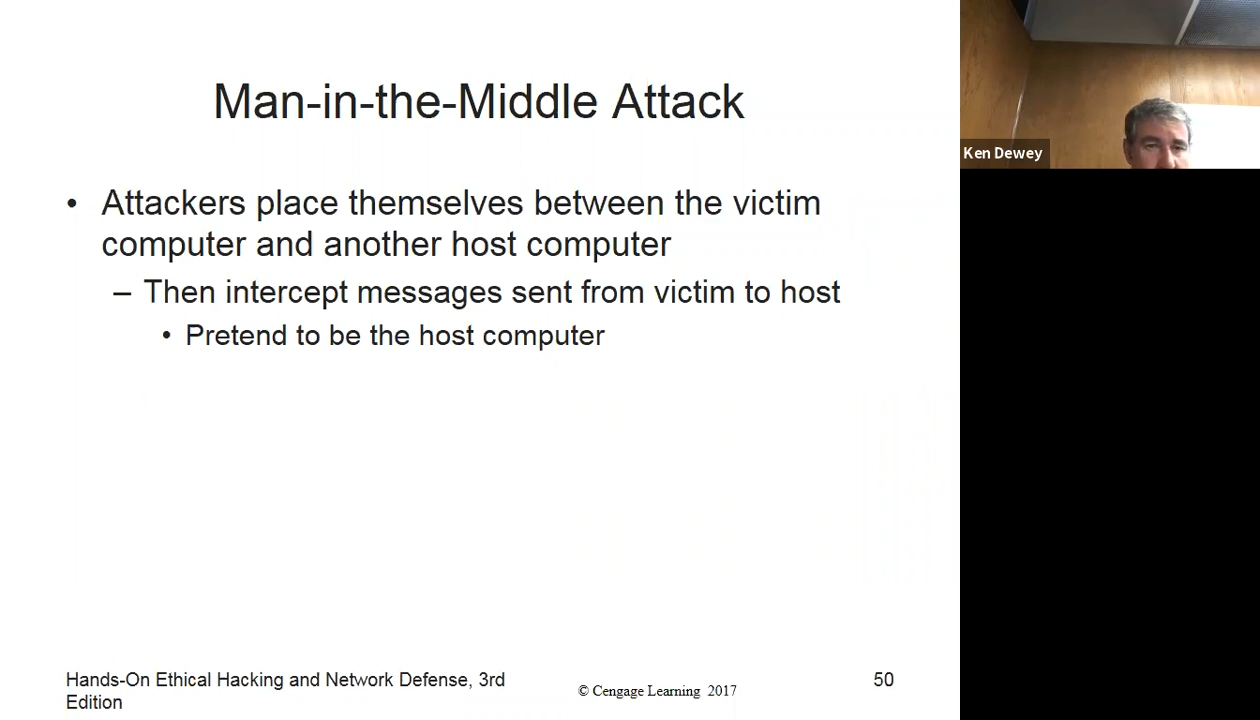 Man-in-the-Middle Attack
Ken Dewey
• Attackers place themselves between the victim
computer and another host computer
– Then intercept messages sent from victim to host
• Pretend to be the host computer
Hands-On Ethical Hacking and Network Defense, 3rd
Edition
© Cengage Learning 2017
50